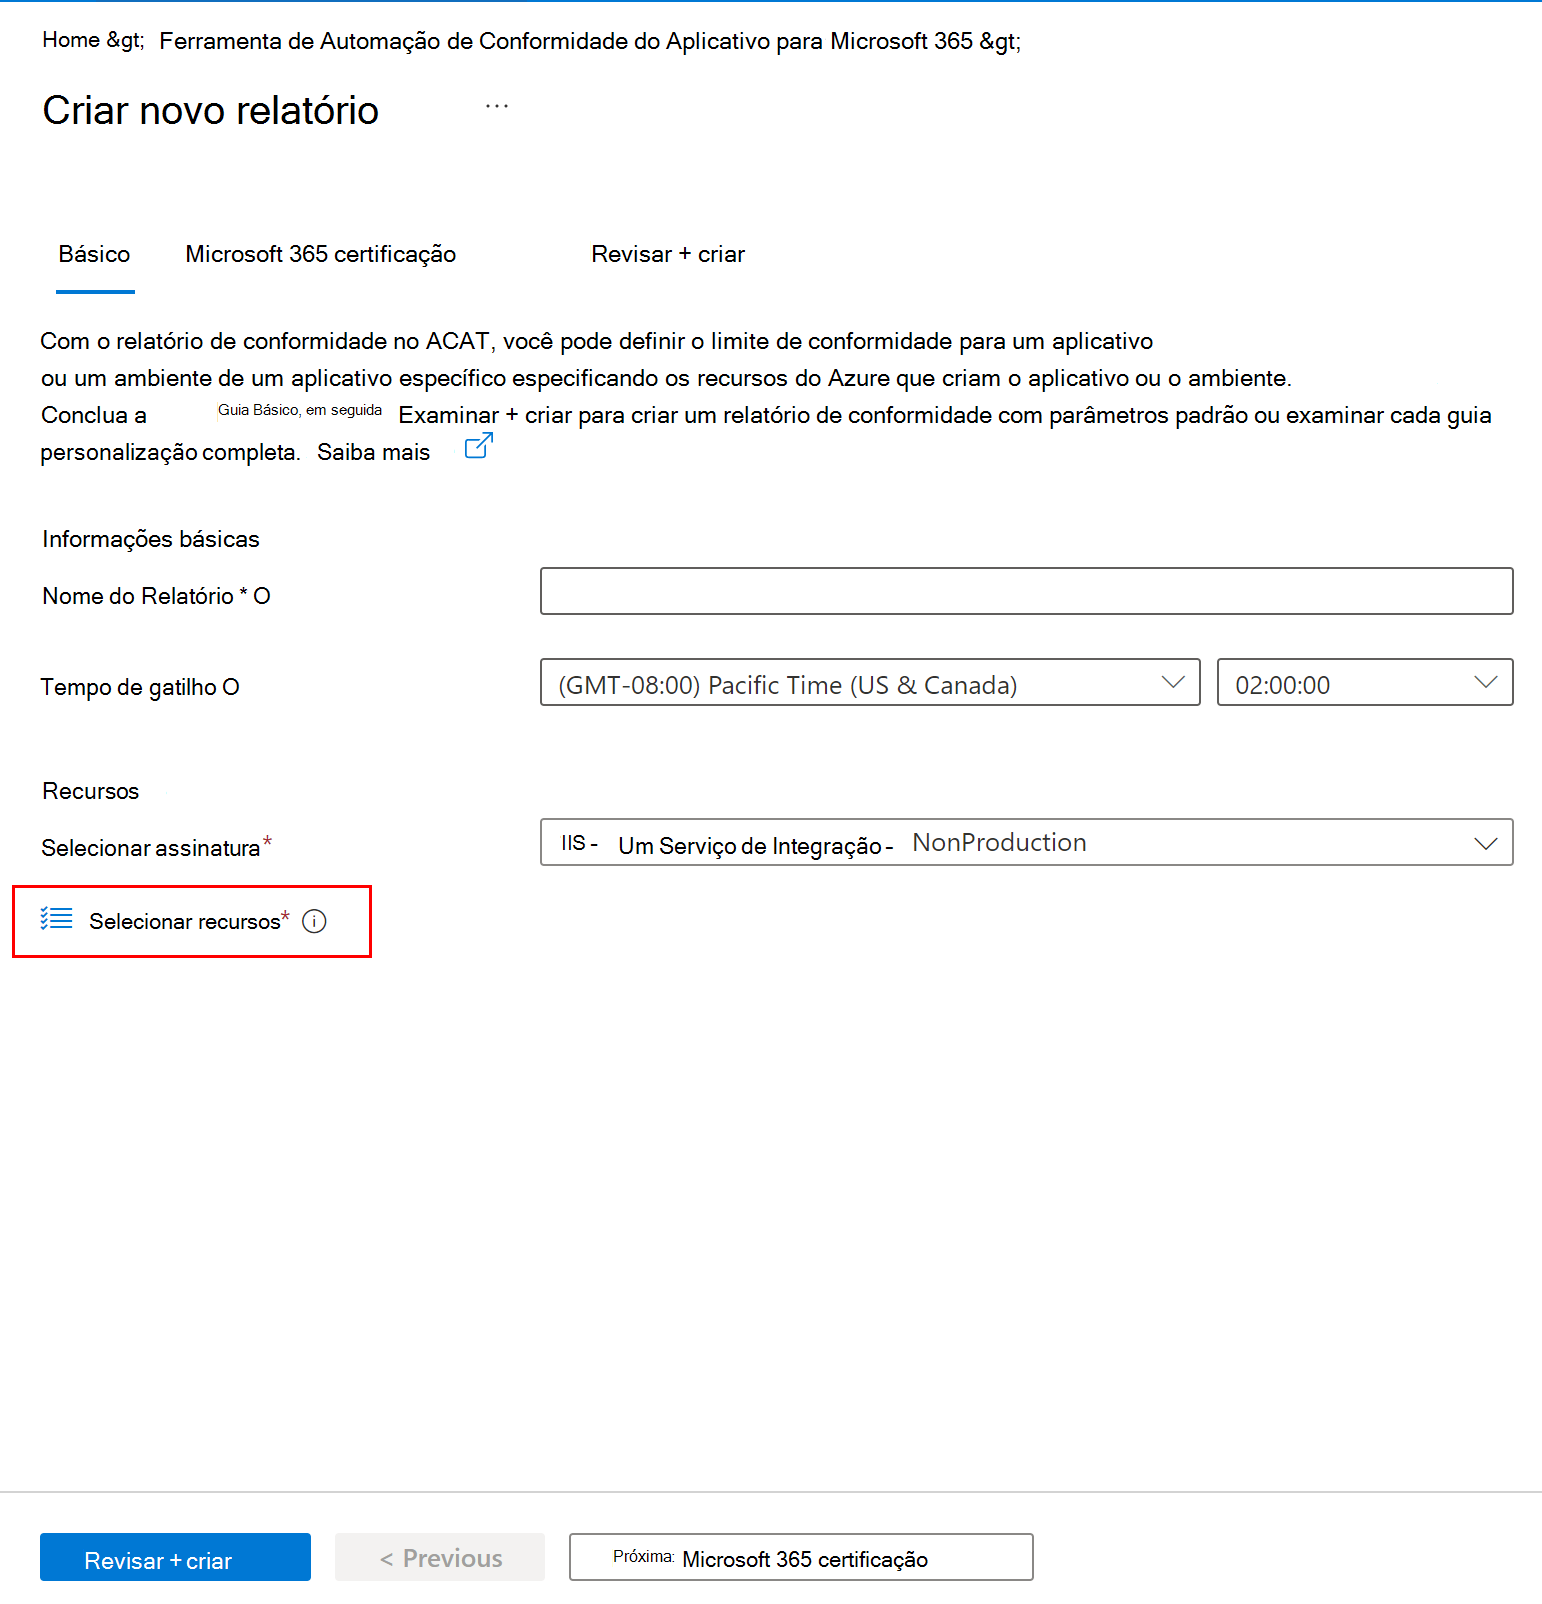 Home &gt; Ferramenta de Automação de Conformidade do Aplicativo para Microsoft 365 &gt;
Criar novo relatório ...
Básico Microsoft 365 certificação Revisar + criar
Com o relatório de conformidade no ACAT, você pode definir o limite de conformidade para um aplicativo
ou um ambiente de um aplicativo específico especificando os recursos do Azure que criam o aplicativo ou o ambiente.
Conclua a Guia Básico, em seguida Examinar + criar para criar um relatório de conformidade com parâmetros padrão ou examinar cada guia
personalização completa. Saiba mais
Informações básicas
Nome do Relatório * O
Tempo de gatilho O (GMT-08:00) Pacific Time (US & Canada) 02:00:00
Recursos
Selecionar assinatura* IIS - Um Serviço de Integração - NonProduction
Selecionar recursos*
Revisar + criar < Previous Próxima: Microsoft 365 certificação